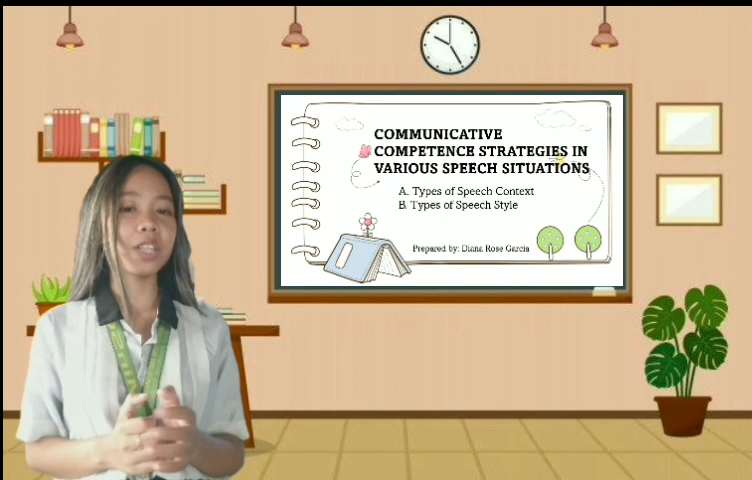 COMMUNICATIVE
COMPETENCE STRATEGIES IN
VARIOUS SPEECH SITUATIONS
A. Types of Speech Context
B. Types of Speech Style
Prepared by: Diana Rose Garcia